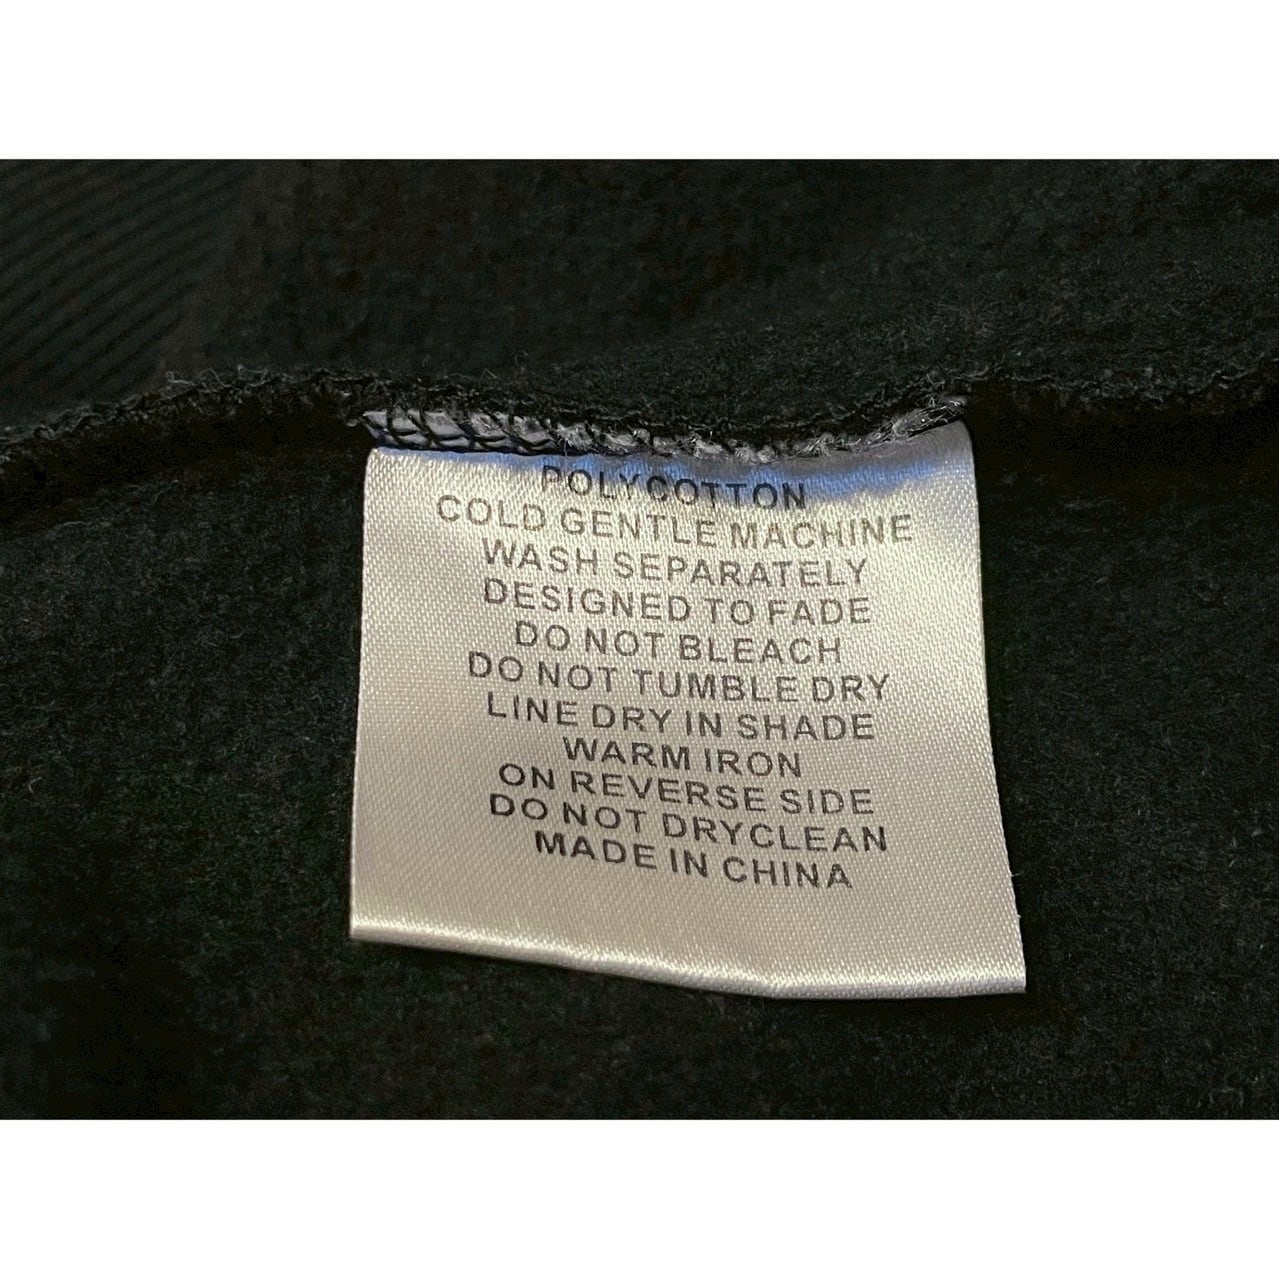 POLYCOTTON
COLD GENTLE MACHINE
WASH SEPARATELY
DESIGNED TO FADE
DO NOT BLEACH
DO NOT TUMBLE DRY
LINE DRY IN SHADE
WARM IRON
ON REVERSE SIDE
DO NOT DRYCLEAN
MADE IN CHINA